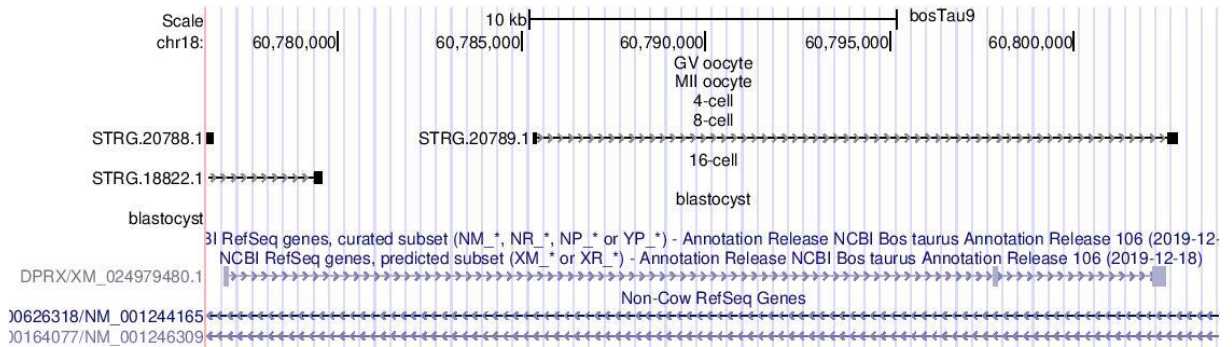 Scale 10 kb bosTau9
chr18: 60,780,000 60,785,000 60,790,000 60,795,000 60,800,000
GV oocyte
MII oocyte
4-cell
8-cell
STRG.20788.1 STRG.20789.1
16-cell
STRG.18822.1
blastocyst
blastocyst
BI RefSeq genes, curated subset (NM_*, NR_*, NP_* or YP_*) - Annotation Release NCBI Bos taurus Annotation Release 106 (2019-12-
NCBI RefSeq genes, predicted subset (XM_* or XR_*) - Annotation Release NCBI Bos taurus Annotation Release 106 (2019-12-18)
DPRX/XM_024979480.1
Non-Cow RefSeq Genes
00626318/NM_001244165
00164077/NM_001246309